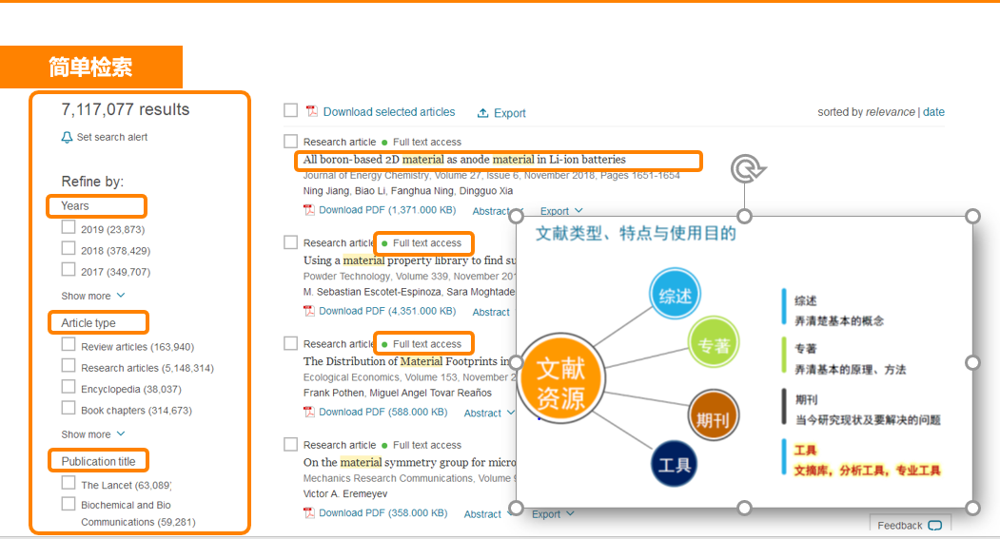 简单检索
7,117,077 results
Set search alert
Refine by:
Years
2019 (23,873)
2018 (378,429)
2017 (349,707)
Show more
Article type
Review articles (163,940)
Research articles (5,148,314)
Encyclopedia (38,037)
Book chapters (314,673)
Show more
Publication title
The Lancet (63,089)
Biochemical and Bio
Communications (59,281)
Download selected articles Export
sorted by relevance | date
Research article Full text access
All boron-based 2D material as anode material in Li-ion batteries
Journal of Energy Chemistry, Volume 27, Issue 6, November 2018, Pages 1651-1654
Ning Jiang, Biao Li, Fanghua Ning, Dingguo Xia
Download PDF (1,371.000 KB) Abstract Export
Research article Full text access
Using a material property library to find su
Powder Technology, Volume 339, November 201
M. Sebastian Escotet-Espinoza, Sara Moghtade
Download PDF (4,351.000 KB) Abstract
Research article Full text access
The Distribution of Material Footprints in
Ecological Economics, Volume 153, November 2
Frank Pothen, Miguel Angel Tovar Reaños
Download PDF (588.000 KB) Abstract
Research article Full text access
On the material symmetry group for micro
Mechanics Research Communications, Volume
Victor A. Eremeyev
Download PDF (358.000 KB) Abstract Export
文献类型、特点与使用目的
文献
资源
综述
专著
期刊
工具
综述
弄清楚基本的概念
专著
弄清基本的原理、方法
期刊
当今研究现状及要解决的问题
工具
文摘库，分析工具，专业工具
Feedback